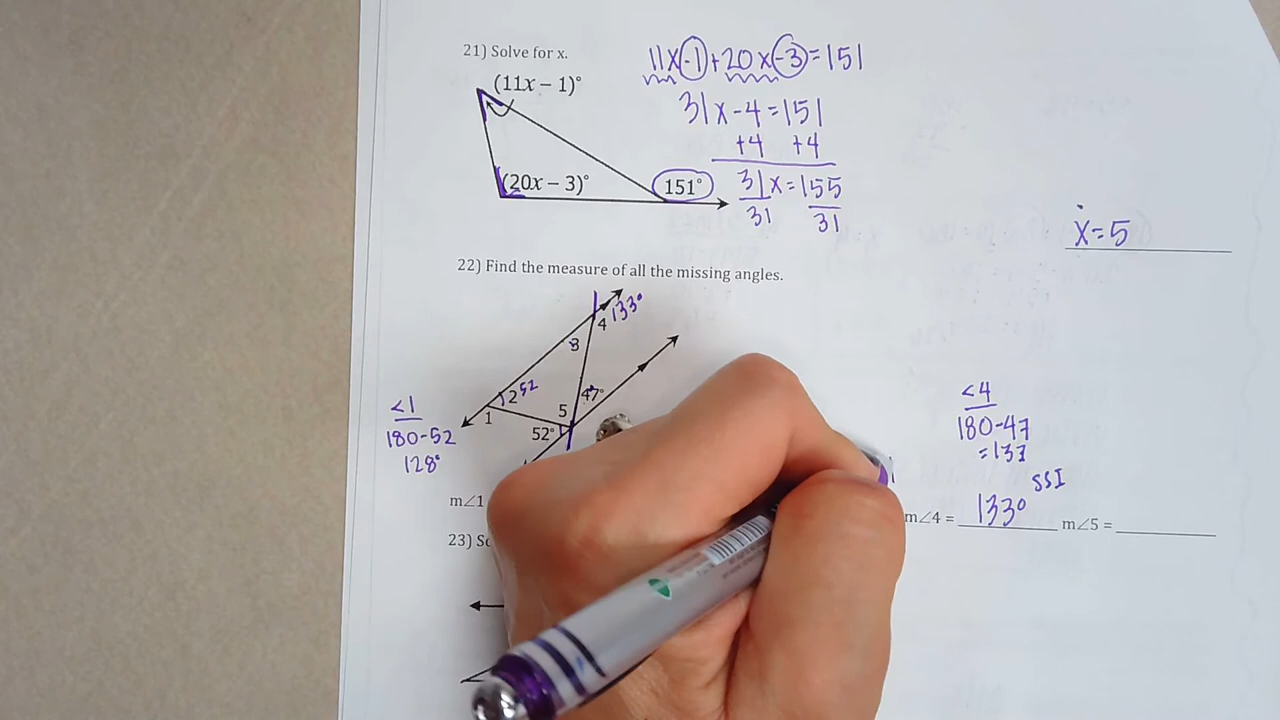 21) Solve for x.
(11x – 1)°
(20x – 3)°
151°
11x-1+20x-3=151
31x-4=151
+4 +4
31x=155
31 31
x=5
22) Find the measure of all the missing angles.
133°
4
3
2 52
1
5
47°
52°
<1
180-52
128°
<4
180-47
=133
SSI
m∠1
m∠4 = 133° m∠5 =